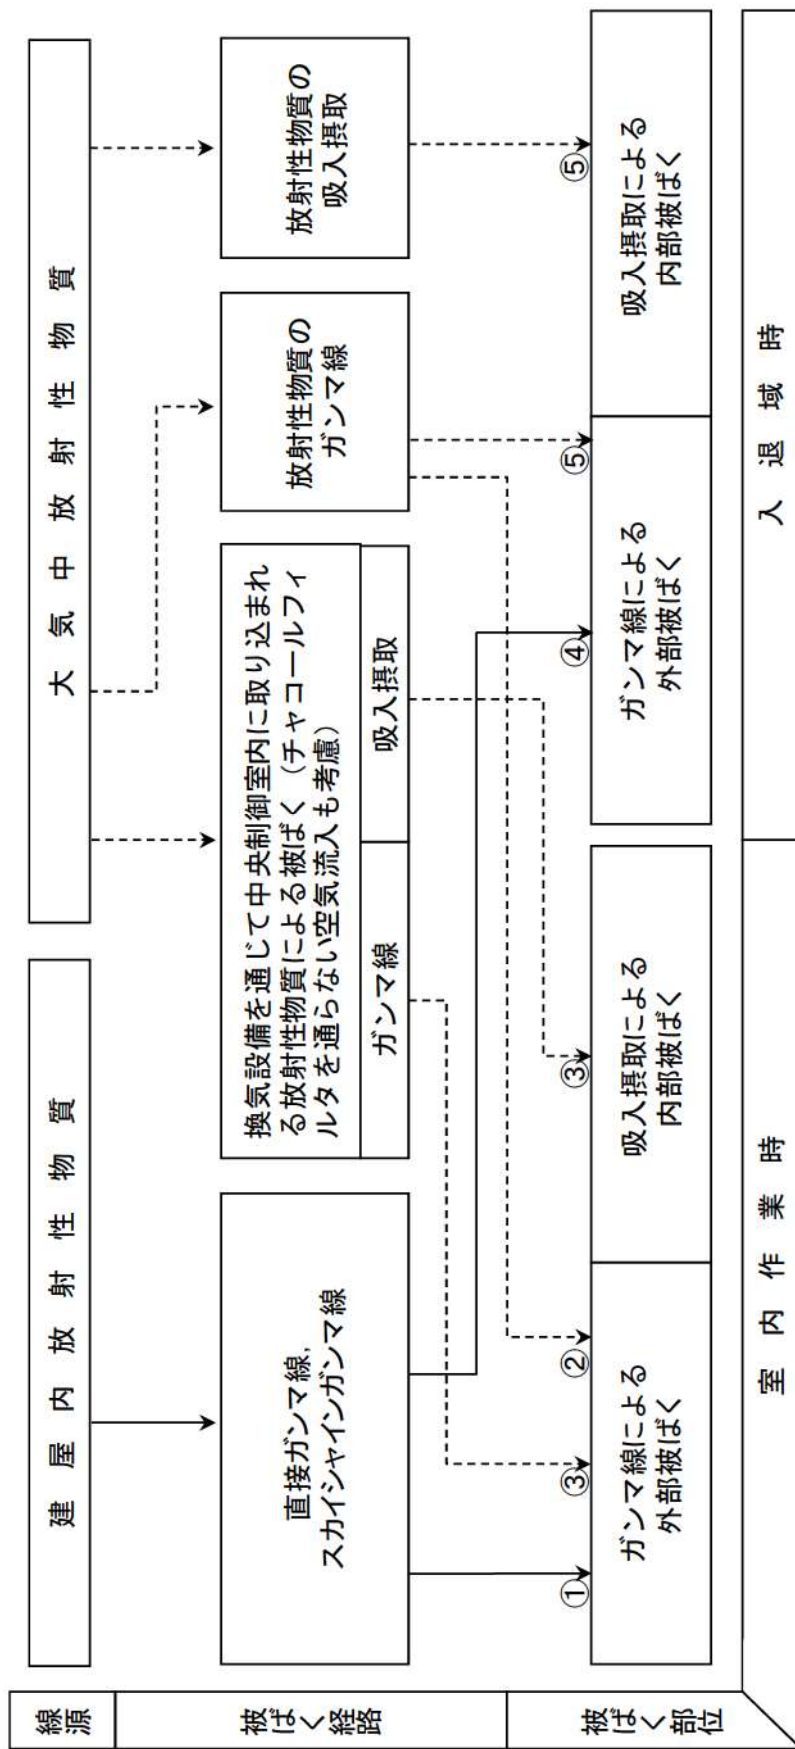 線源
建屋内放射性物質
大気中放射性物質
被ばく経路
直接ガンマ線,
スカイシャインガンマ線
換気設備を通じて中央制御室内に取り込まれ
る放射性物質による被ばく（チャコールフィ
ルタを通らない空気流入も考慮）
ガンマ線
吸入摂取
放射性物質の
ガンマ線
放射性物質の
吸入摂取
被ばく部位
①
③
②
③
④
⑤
⑤
ガンマ線による
外部被ばく
吸入摂取による
内部被ばく
ガンマ線による
外部被ばく
吸入摂取による
内部被ばく
室内作業時
入退域時